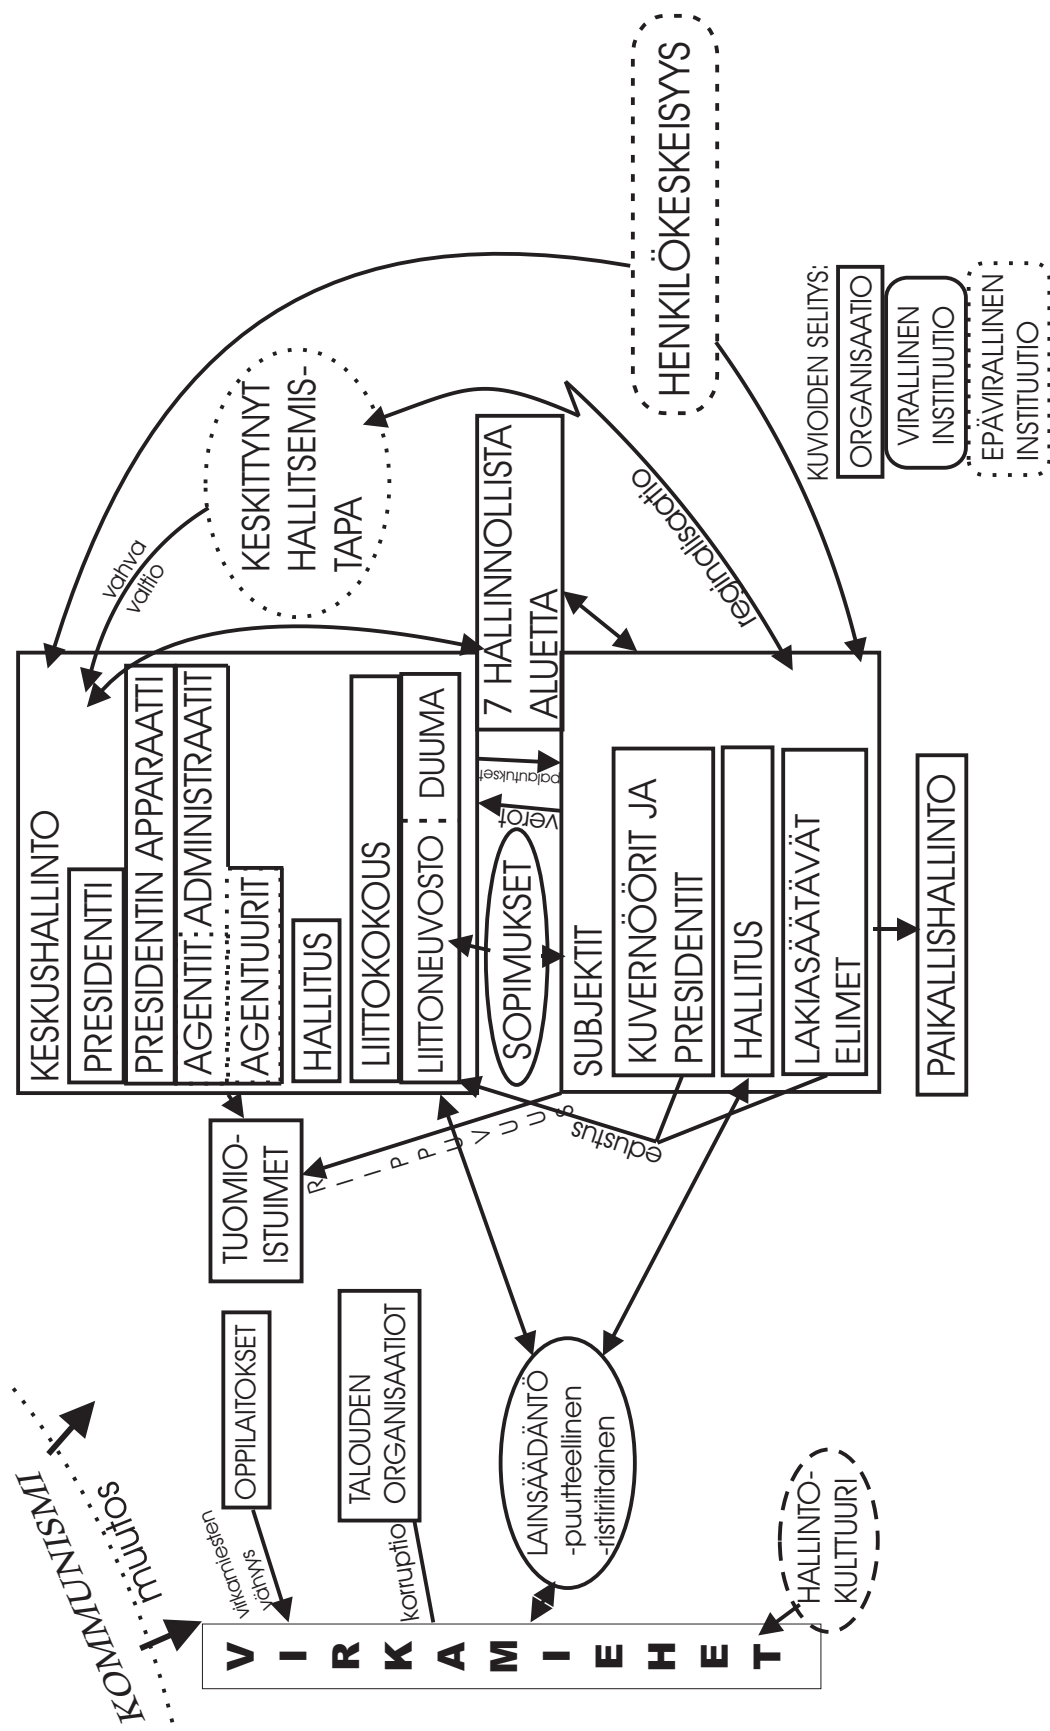 KOMMUNISMI
muutos
VIRKAMIEHET
virkamiesten
vähyys
OPPILAITOKSET
korruptio
TALOUDEN
ORGANISAATIOT
LAINSÄÄDÄNTÖ
-puutteellinen
-ristiriitainen
HALLINTO-
KULTTUURI
TUOMIO-
ISTUIMET
RIIPPUVUUS
edustus
KESKUSHALLINTO
PRESIDENTTI
PRESIDENTIN APPARAATTI
AGENTIT ADMINISTRAATIT
AGENTUURIT
HALLITUS
LIITTOKOKOUS
LIITTONEUVOSTO DUUMA
SOPIMUKSET
verot
palautukset
7 HALLINNOLLISTA
ALUETTA
SUBJEKTIT
KUVERNÖÖRIT JA
PRESIDENTIT
HALLITUS
LAKIASÄÄTÄVÄT
ELIMET
PAIKALLISHALLINTO
vahva
valtio
KESKITTYNYT
HALLITSEMIS-
TAPA
reginalisaatio
HENKILÖKESKEISYYS
KUVIOIDEN SELITYS:
ORGANISAATIO
VIRALLINEN
INSTITUUTIO
EPÄVIRALLINEN
INSTITUUTIO